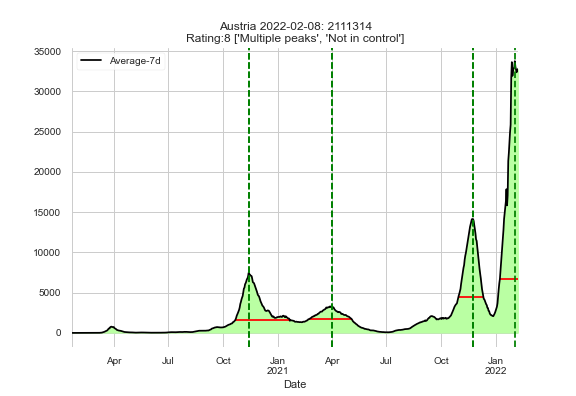 Austria 2022-02-08: 2111314
Rating:8 ['Multiple peaks', 'Not in control']
Average-7d
35000
30000
25000
20000
15000
10000
5000
0
Apr Jul Oct Jan Apr Jul Oct Jan
2021 2022
Date